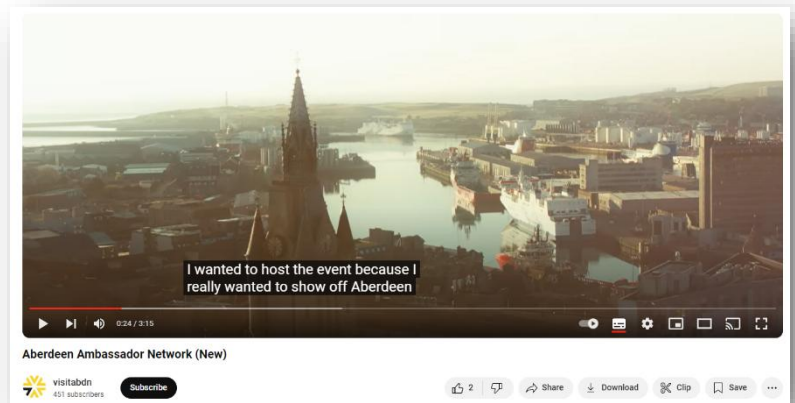 I wanted to host the event because I
really wanted to show off Aberdeen
0:24 / 3:15
Aberdeen Ambassador Network (New)
visitabdn
451 subscribers
Subscribe
2
Share
Download
Clip
Save